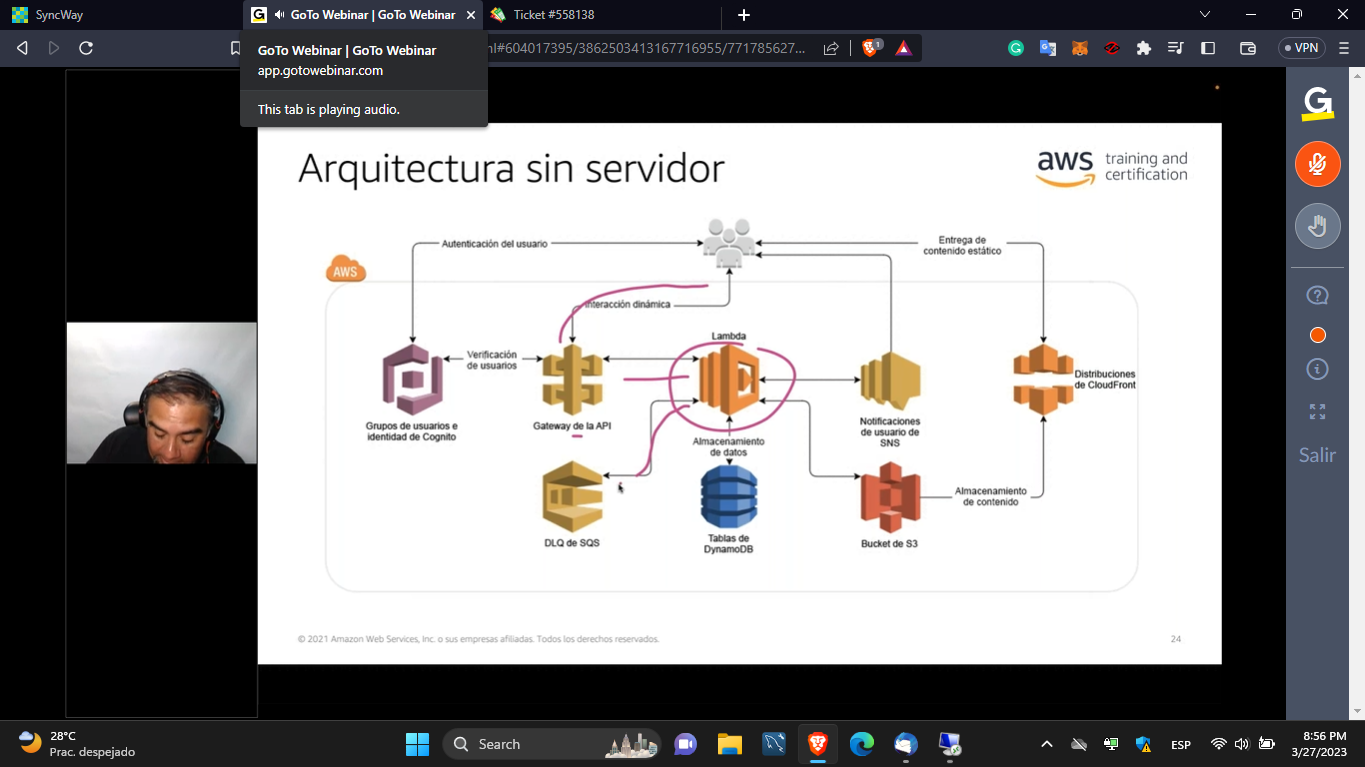 SyncWay
GoTo Webinar | GoTo Webinar
Ticket #558138
GoTo Webinar | GoTo Webinar
app.gotowebinar.com
This tab is playing audio.
nl#604017395/3862503413167716955/771785627...
1
VPN
Arquitectura sin servidor
aws training and
certification
Autenticación del usuario
Entrega de
contenido estático
AWS
Interacción dinámica
Lambda
Verificación
de usuarios
Distribuciones
de CloudFront
Grupos de usuarios e
identidad de Cognito
Gateway de la API
Notificaciones
de usuario de
SNS
Almacenamiento
de datos
Almacenamiento
de contenido
DLQ de SQS
Tablas de
DynamoDB
Bucket de S3
© 2021 Amazon Web Services, Inc. o sus empresas afiliadas. Todos los derechos reservados.
24
G
Salir
28°C
Prac. despejado
Search
ESP
8:56 PM
3/27/2023